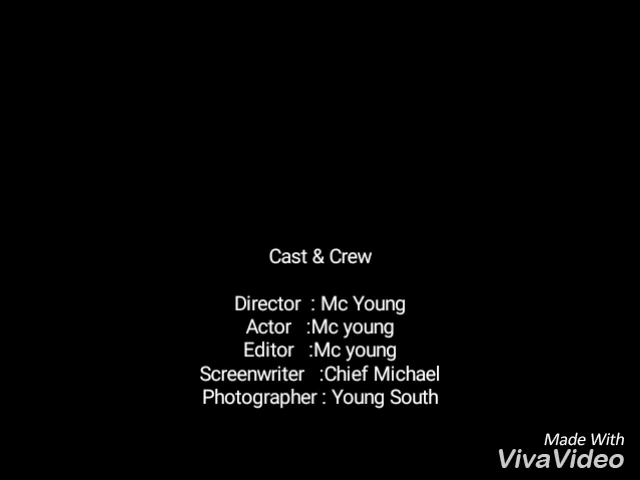 Cast & Crew
Director : Mc Young
Actor :Mc young
Editor :Mc young
Screenwriter :Chief Michael
Photographer : Young South
Made With
VivaVideo